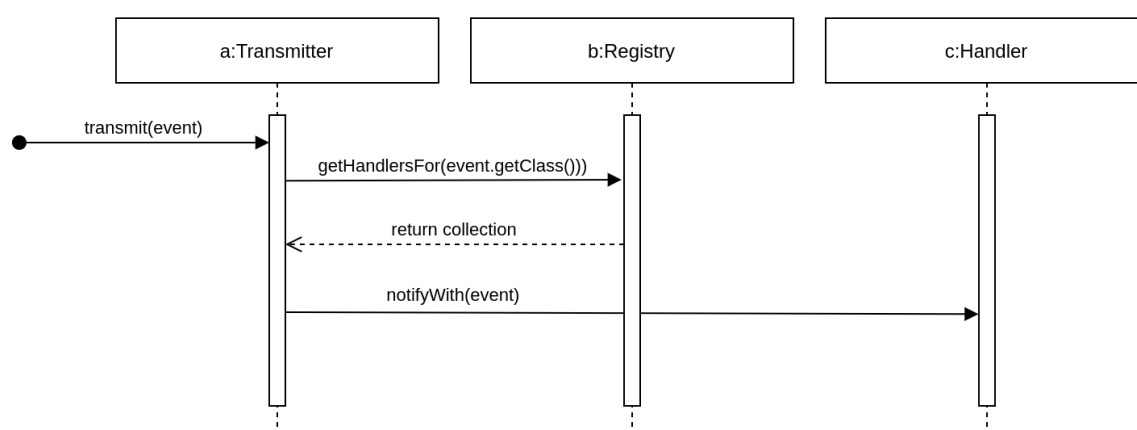 a:Transmitter
b:Registry
c:Handler
transmit(event)
getHandlersFor(event.getClass()))
return collection
notifyWith(event)